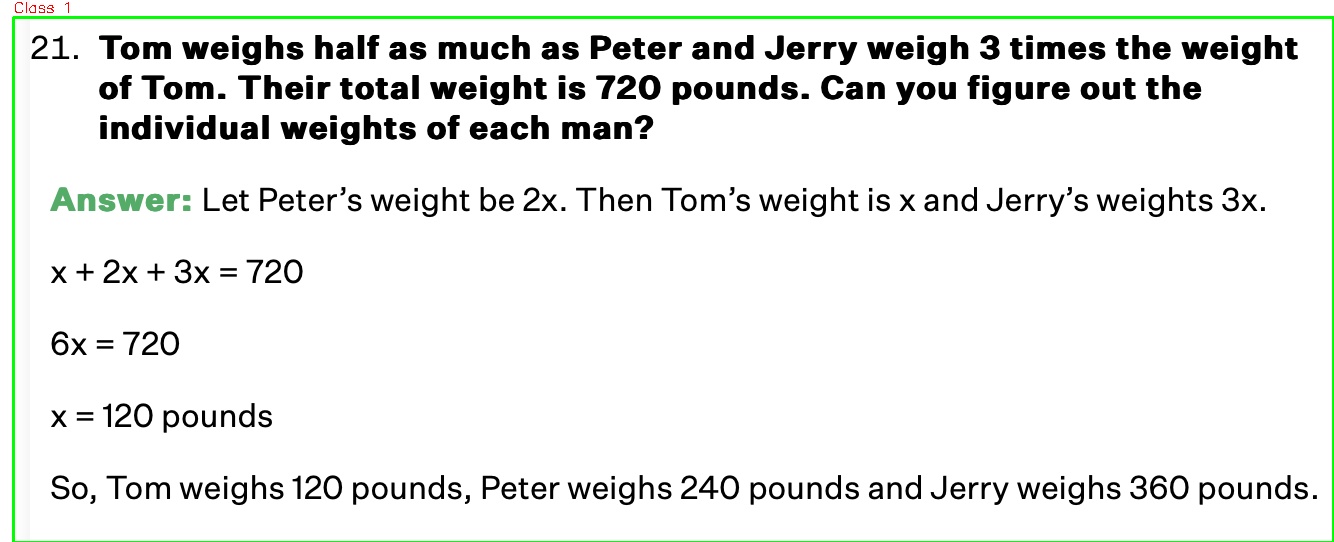 Class 1
21. Tom weighs half as much as Peter and Jerry weigh 3 times the weight
of Tom. Their total weight is 720 pounds. Can you figure out the
individual weights of each man?
Answer: Let Peter’s weight be 2x. Then Tom’s weight is x and Jerry’s weights 3x.
x + 2x + 3x = 720
6x = 720
x = 120 pounds
So, Tom weighs 120 pounds, Peter weighs 240 pounds and Jerry weighs 360 pounds.